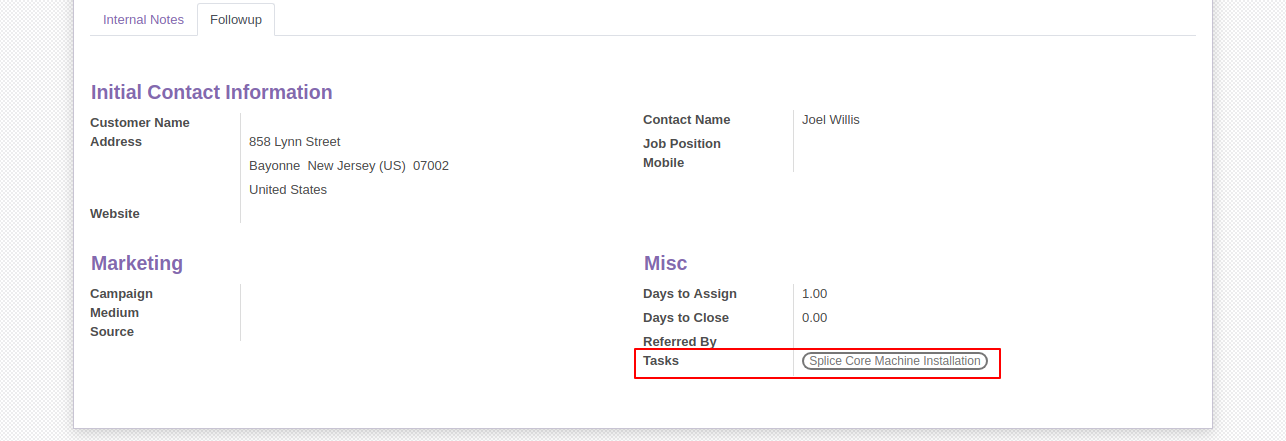 Internal Notes
Followup
Initial Contact Information
Customer Name
Address
858 Lynn Street
Bayonne New Jersey (US) 07002
United States
Website
Contact Name Joel Willis
Job Position
Mobile
Marketing
Campaign
Medium
Source
Misc
Days to Assign 1.00
Days to Close 0.00
Referred By
Tasks Splice Core Machine Installation